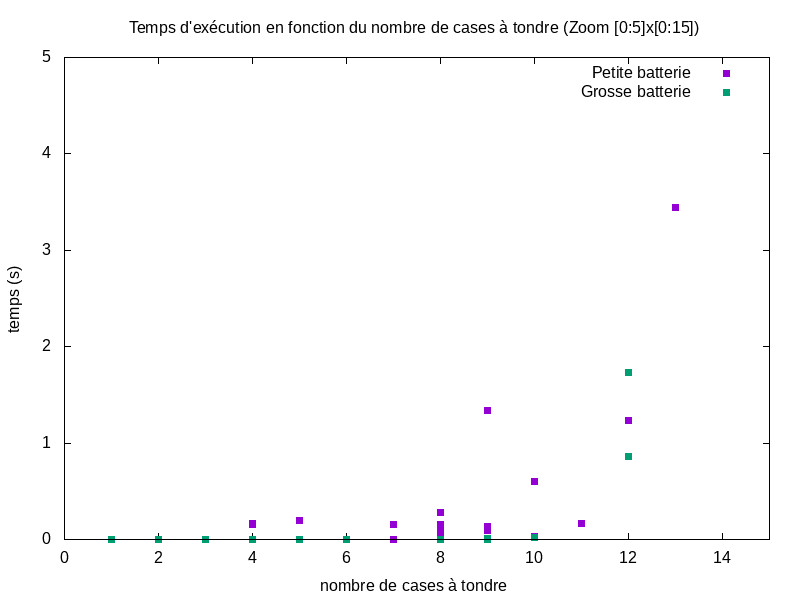 Temps d'exécution en fonction du nombre de cases à tondre (Zoom [0:5]x[0:15])
Petite batterie
Grosse batterie
5
4
3
2
1
0
temps (s)
0 2 4 6 8 10 12 14
nombre de cases à tondre